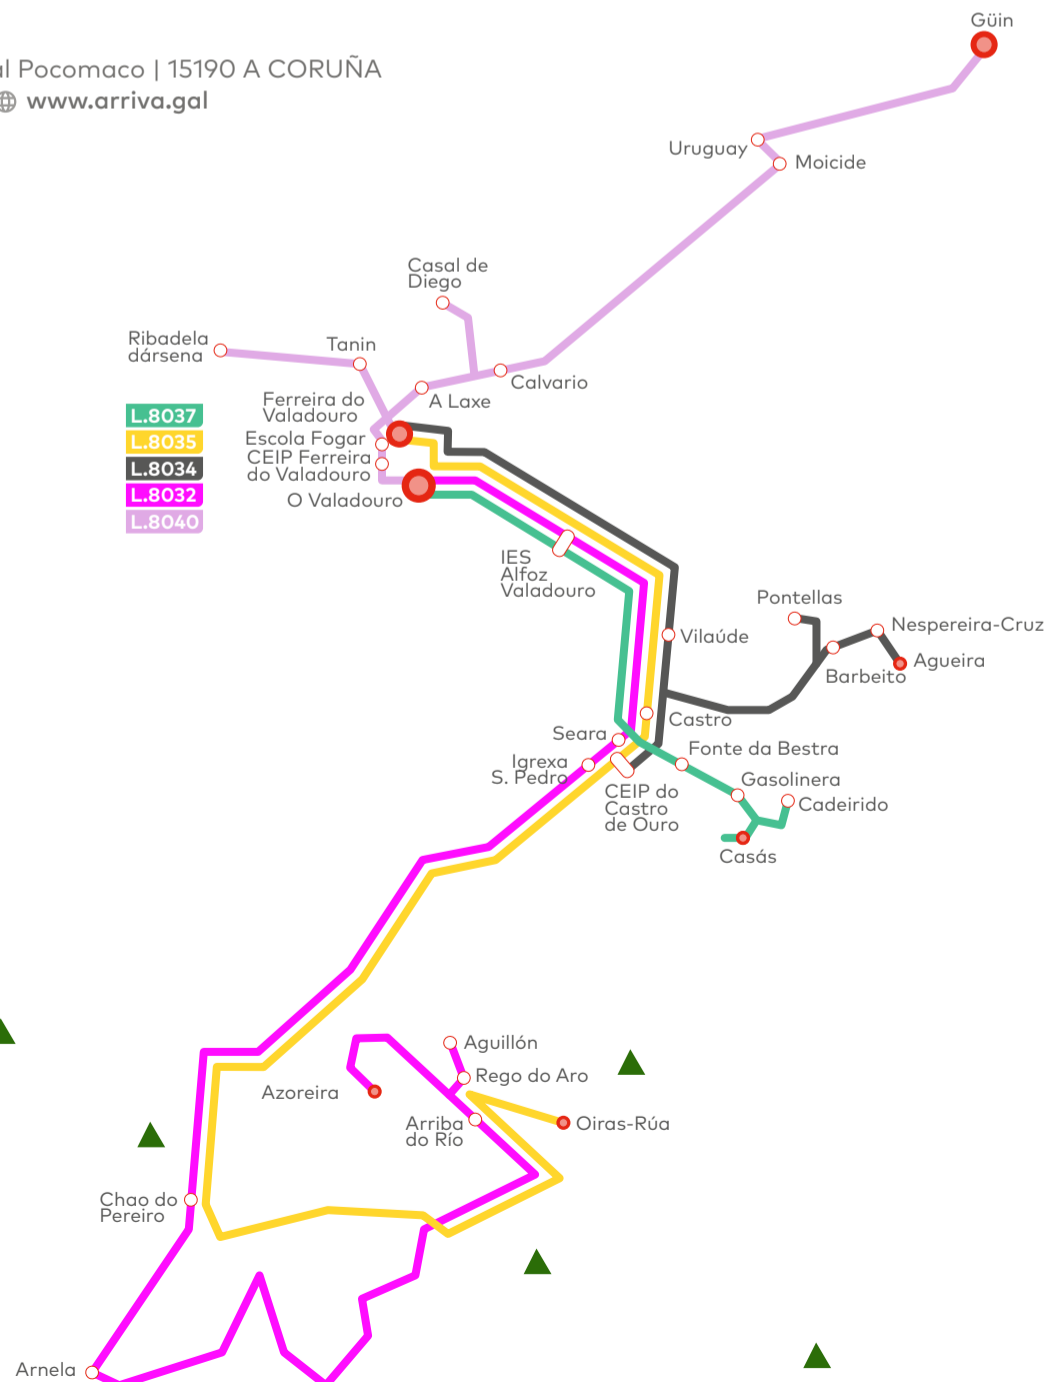 Güin
al Pocomaco | 15190 A CORUÑA
www.arriva.gal
Uruguay
Moicide
Casal de
Diego
Ribadela
dársena
Tanin
Calvario
A Laxe
Ferreira do
Valadouro
L.8037
L.8035
L.8034
L.8032
L.8040
Escola Fogar
CEIP Ferreira
do Valadouro
O Valadouro
IES
Alfoz
Valadouro
Pontellas
Nespereira-Cruz
Vilaúde
Agueira
Barbeito
Castro
Seara
Fonte da Bestra
Igrexa
S. Pedro
Gasolinera
CEIP do
Castro
de Ouro
Cadeirido
Casás
Aguillón
Rego do Aro
Azoreira
Arriba
do Río
Oiras-Rúa
Chao do
Pereiro
Arnela